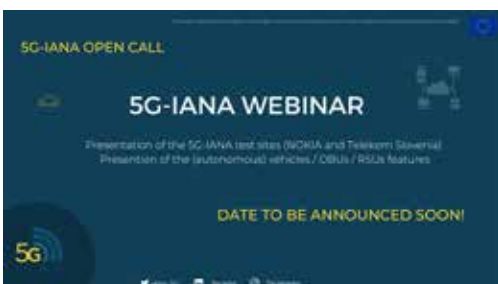 5G-IANA OPEN CALL
5G-IANA WEBINAR
Presentation of the 5G-IANA test sites (NOKIA and Telekom Slovenia)
Presention of the (autonomous) vehicles / OBUs / RSUs features
DATE TO BE ANNOUNCED SOON!
5G